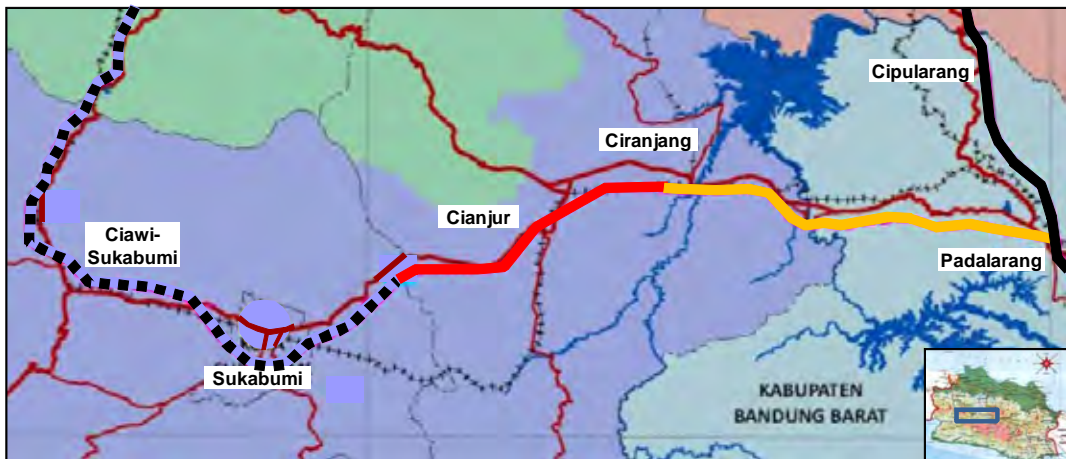 Cipularang
Ciranjang
Cianjur
Ciawi-
Sukabumi
Padalarang
Sukabumi
KABUPATEN
BANDUNG BARAT